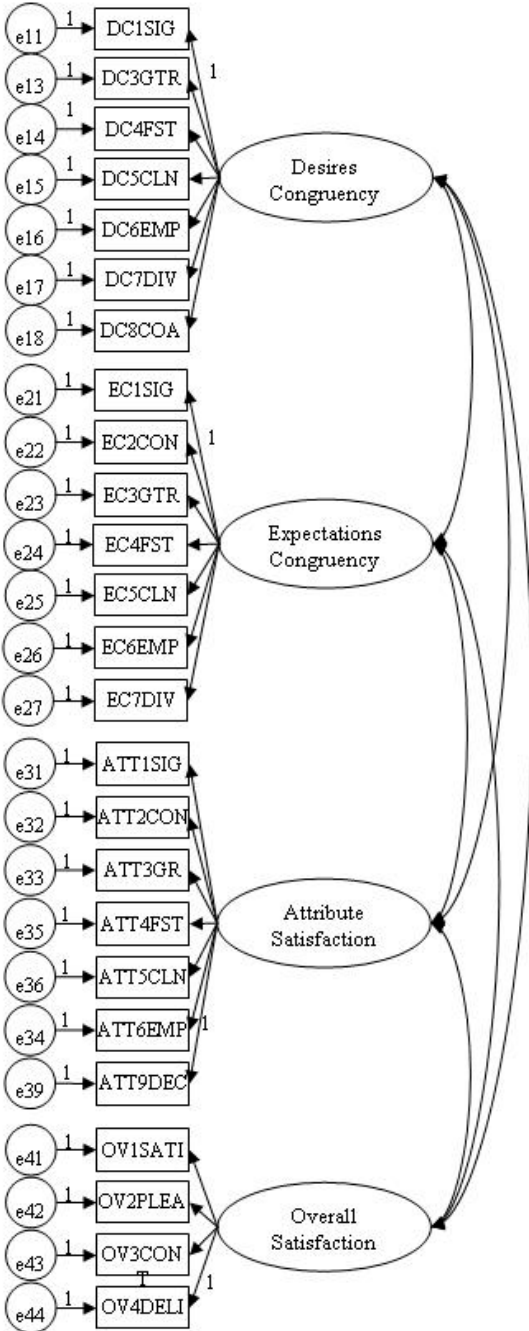 e11 1 DC1SIG
1
e13 1 DC3GTR
e14 1 DC4FST
Desires
Congruency
e15 1 DC5CLN
e16 1 DC6EMP
e17 1 DC7DIV
e18 1 DC8COA
e21 1 EC1SIG
1
e22 1 EC2CON
e23 1 EC3GTR
Expectations
Congruency
e24 1 EC4FST
e25 1 EC5CLN
e26 1 EC6EMP
e27 1 EC7DIV
e31 1 ATT1SIG
e32 1 ATT2CON
e33 1 ATT3GR
Attribute
Satisfaction
e35 1 ATT4FST
e36 1 ATT5CLN
e34 1 ATT6EMP 1
e39 1 ATT9DEC
e41 1 OV1SATI
e42 1 OV2PLEA
Overall
Satisfaction
e43 1 OV3CON
T
1
e44 1 OV4DELI